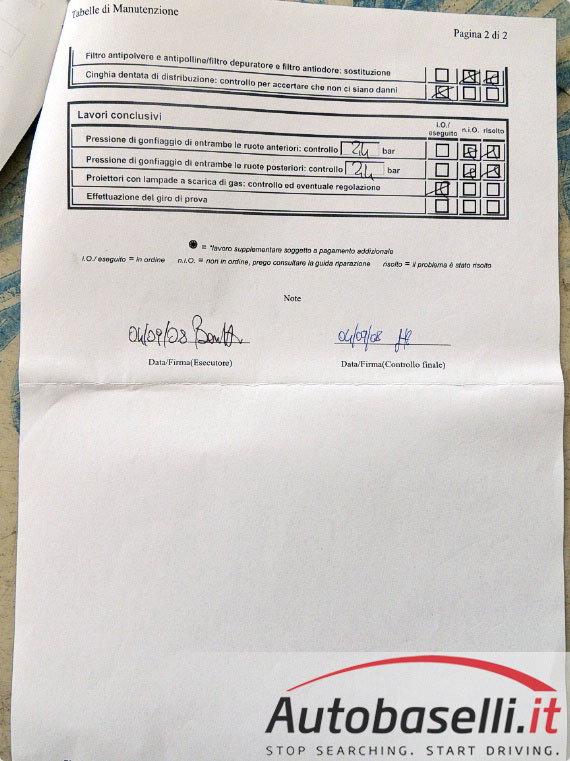 Tabelle di Manutenzione
Pagina 2 di 2
Filtro antipolvere e antipolline/filtro depuratore e filtro antiodore: sostituzione
Cinghia dentata di distribuzione: controllo per accertare che non ci siano danni
Lavori conclusivi
i.O./ eseguito n.i.O. risolto
Pressione di gonfiaggio di entrambe le ruote anteriori: controllo 24 bar
Pressione di gonfiaggio di entrambe le ruote posteriori: controllo 24 bar
Proiettori con lampade a scarica di gas: controllo ed eventuale regolazione
Effettuazione del giro di prova
= *lavoro supplementare soggetto a pagamento addizionale
i.O./ eseguito = in ordine n.i.O. = non in ordine, prego consultare la guida riparazione risolto = il problema è stato risolto
Note
04/09/08 04/09/08
Data/Firma(Esecutore) Data/Firma(Controllo finale)
Autobaselli.it
STOP SEARCHING. START DRIVING.